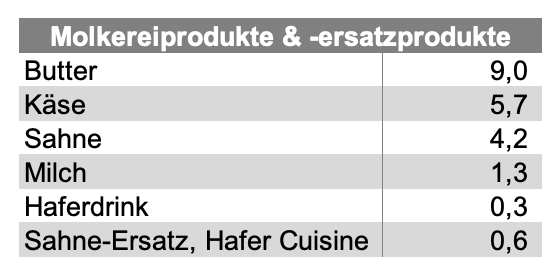 Molkereiprodukte & -ersatzprodukte
Butter 9,0
Käse 5,7
Sahne 4,2
Milch 1,3
Haferdrink 0,3
Sahne-Ersatz, Hafer Cuisine 0,6